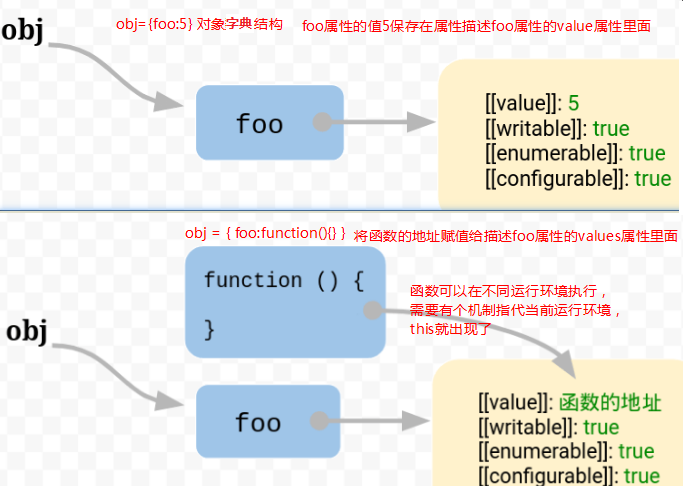 obj
obj={foo:5} 对象字典结构
foo属性的值5保存在属性描述foo属性的value属性里面
foo
[[value]]: 5
[[writable]]: true
[[enumerable]]: true
[[configurable]]: true
obj = { foo:function(){} }
将函数的地址赋值给描述foo属性的values属性里面
function () {
}
函数可以在不同运行环境执行，
需要有个机制指代当前运行环境，
this就出现了
obj
foo
[[value]]: 函数的地址
[[writable]]: true
[[enumerable]]: true
[[configurable]]: true